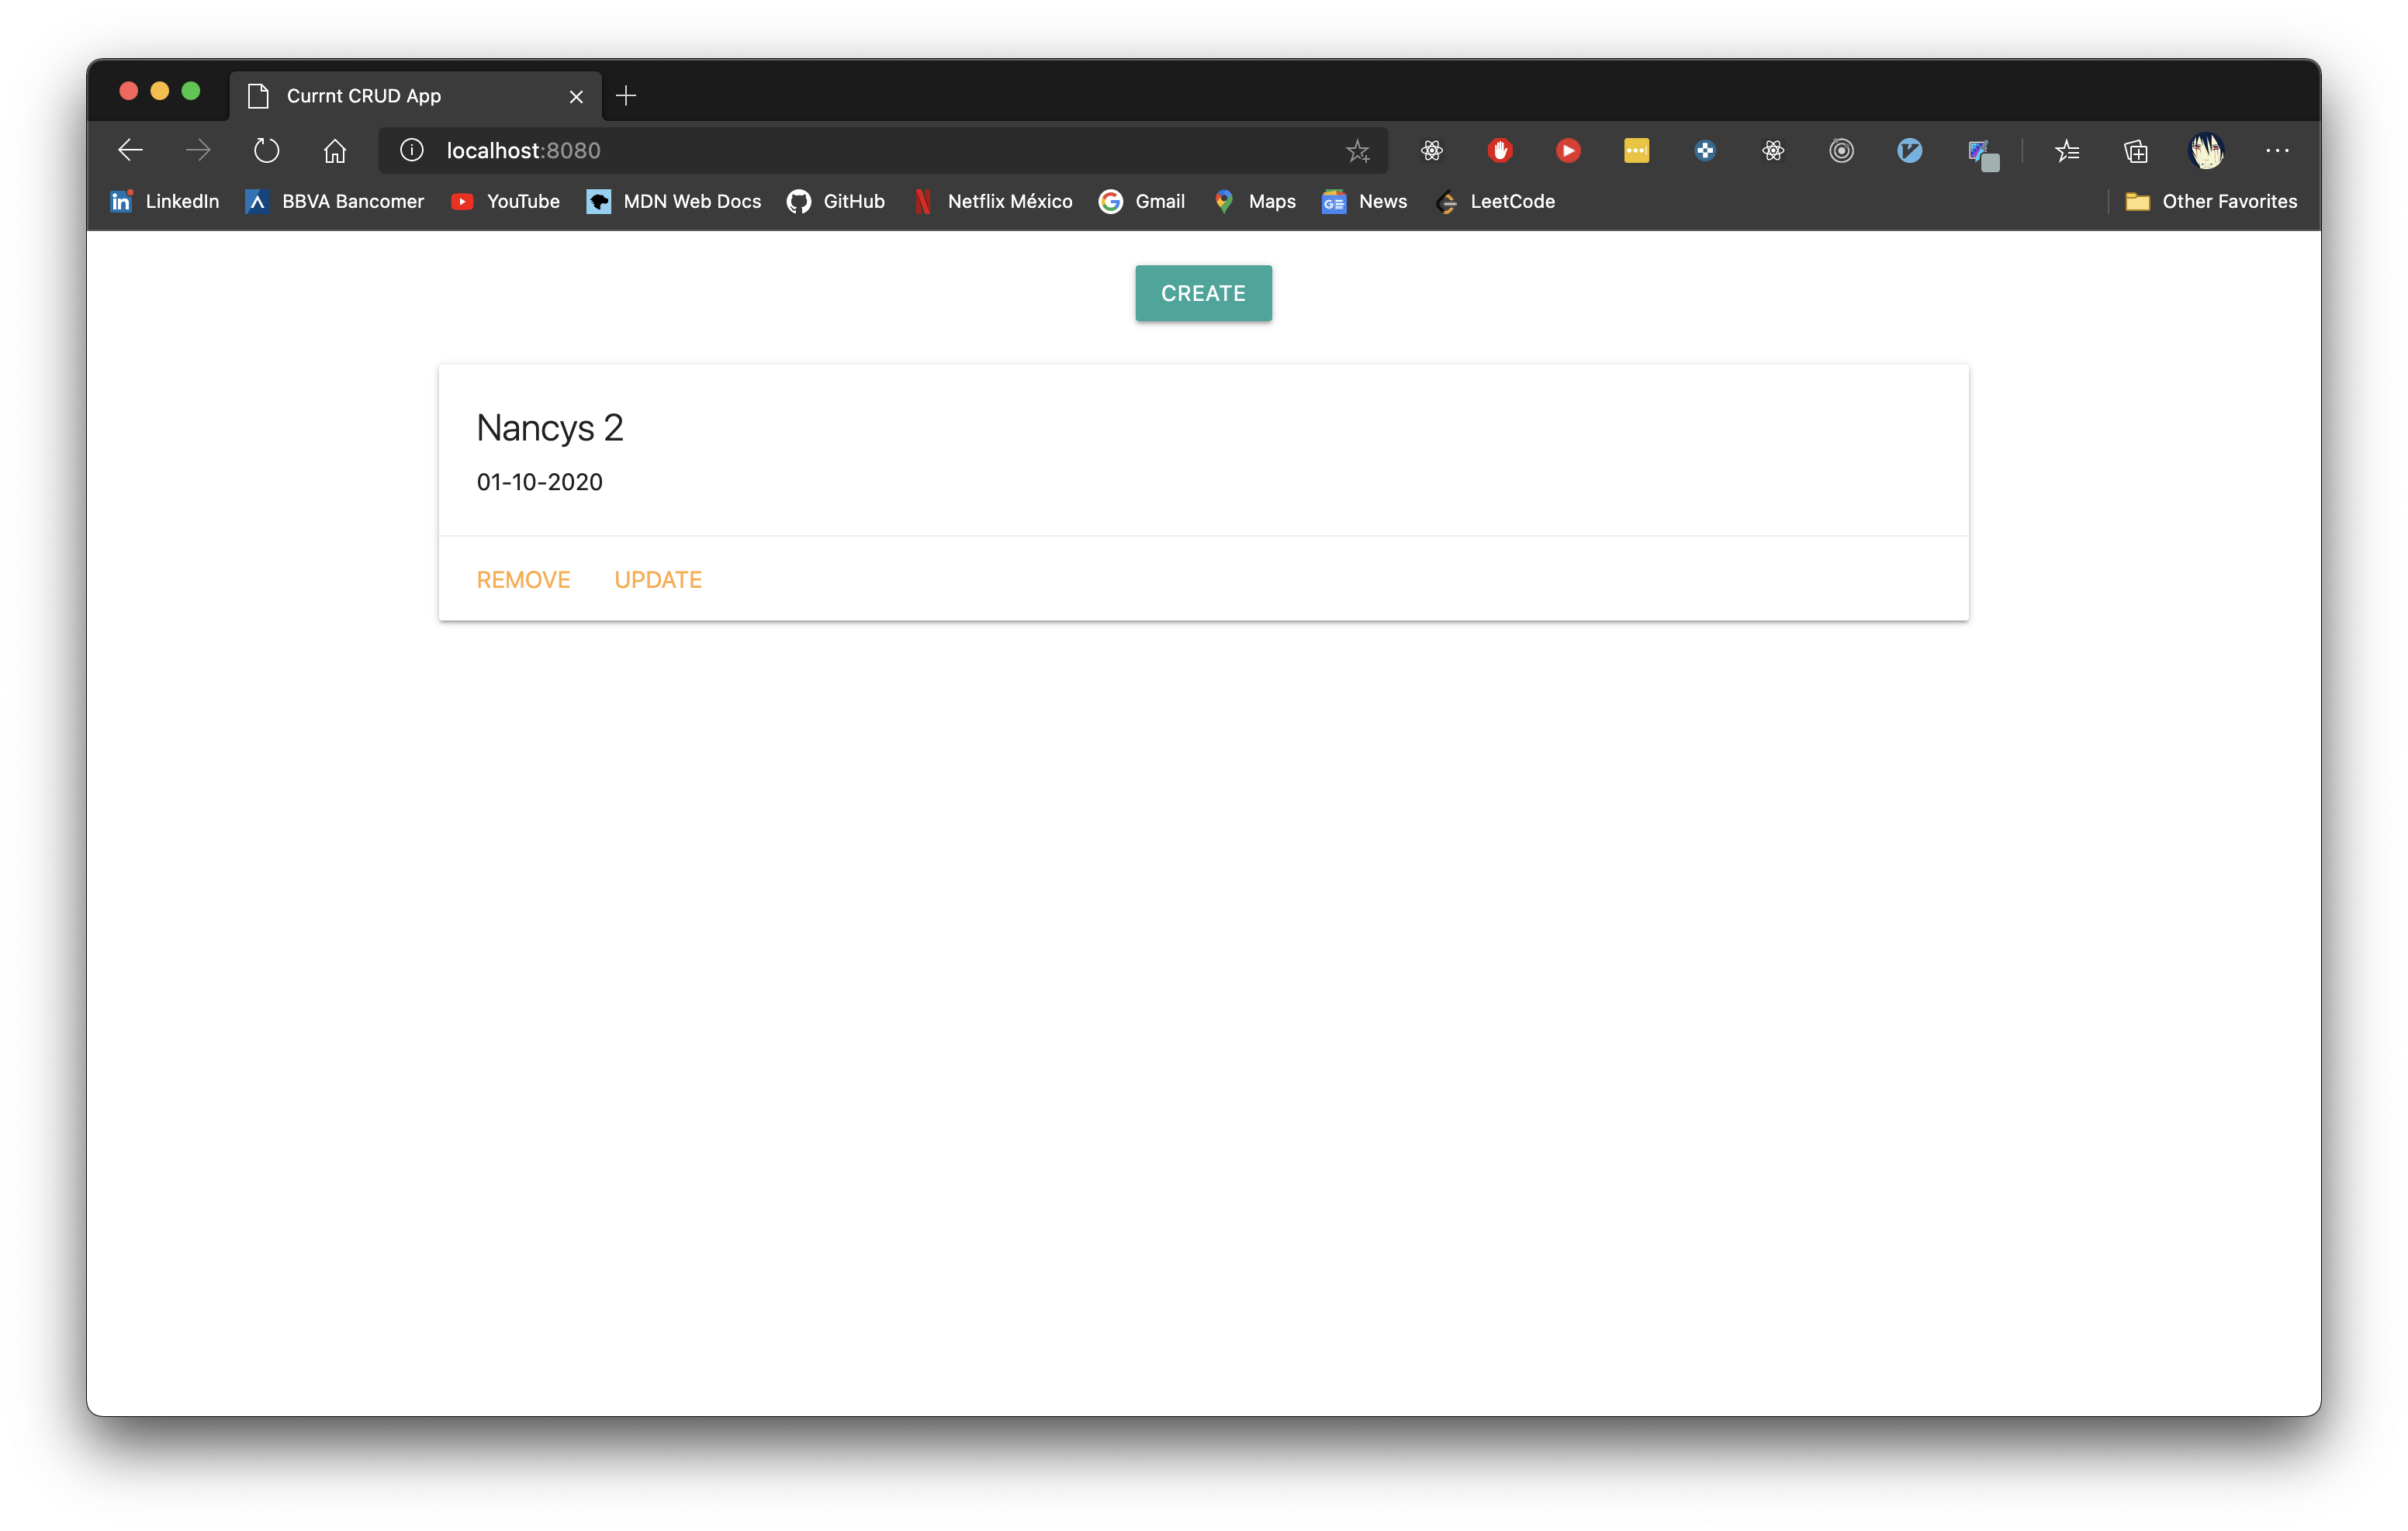 Currnt CRUD App
localhost:8080
LinkedIn BBVA Bancomer YouTube MDN Web Docs GitHub Netflix México Gmail Maps News LeetCode Other Favorites
CREATE
Nancys 2
01-10-2020
REMOVE UPDATE